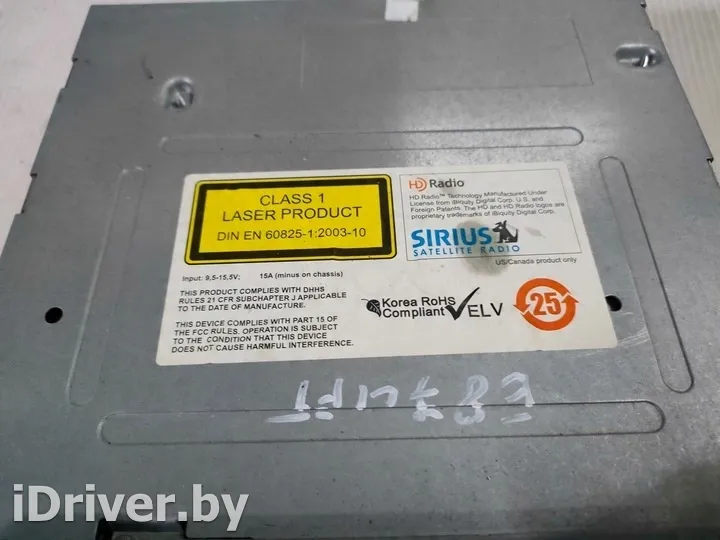 CLASS 1
LASER PRODUCT
DIN EN 60825-1:2003-10
HD Radio
HD Radio™ Technology Manufactured Under
License from iBiquity Digital Corp. U.S. and
Foreign Patents. The HD and HD Radio logos are
proprietary trademarks of iBiquity Digital Corp.
SIRIUS
SATELLITE RADIO
US/Canada product only
Input: 9,5-15,5V; 15A (minus on chassis)
THIS PRODUCT COMPLIES WITH DHHS
RULES 21 CFR SUBCHAPTER J APPLICABLE
TO THE DATE OF MANUFACTURE.
THIS DEVICE COMPLIES WITH PART 15 OF
THE FCC RULES. OPERATION IS SUBJECT
TO THE CONDITION THAT THIS DEVICE
DOES NOT CAUSE HARMFUL INTERFERENCE.
Korea RoHS
Compliant
ELV
25
iDriver.by